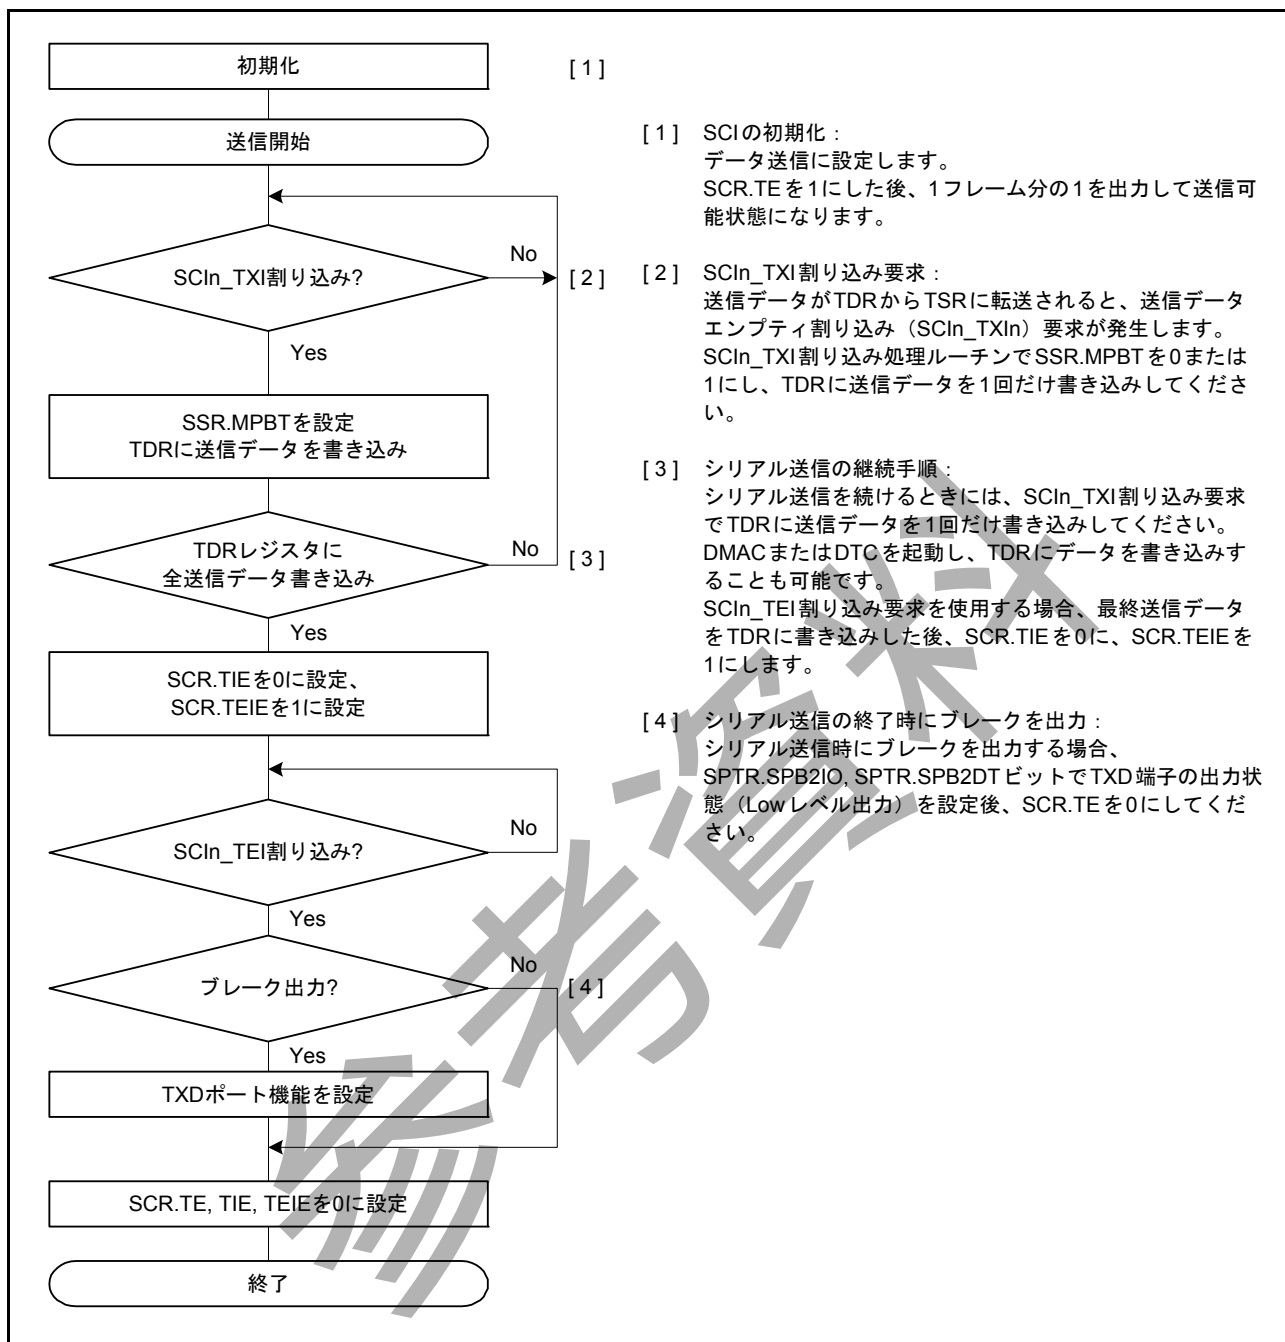 初期化
[ 1 ]
送信開始
SCIn_TXI割り込み?
No
[ 2 ]
Yes
SSR.MPBTを設定
TDRに送信データを書き込み
TDRレジスタに
全送信データ書き込み
No
[ 3 ]
Yes
SCR.TIEを0に設定、
SCR.TEIEを1に設定
SCIn_TEI割り込み?
No
Yes
ブレーク出力?
No
[ 4 ]
Yes
TXDポート機能を設定
SCR.TE, TIE, TEIEを0に設定
終了
[ 1 ] SCIの初期化：
データ送信に設定します。
SCR.TEを1にした後、1フレーム分の1を出力して送信可
能状態になります。
[ 2 ] SCIn_TXI割り込み要求：
送信データがTDRからTSRに転送されると、送信データ
エンプティ割り込み（SCIn_TXIn）要求が発生します。
SCIn_TXI割り込み処理ルーチンでSSR.MPBTを0または
1にし、TDRに送信データを1回だけ書き込みしてくださ
い。
[ 3 ] シリアル送信の継続手順：
シリアル送信を続けるときには、SCIn_TXI割り込み要求
でTDRに送信データを1回だけ書き込みしてください。
DMACまたはDTCを起動し、TDRにデータを書き込みす
ることも可能です。
SCIn_TEI割り込み要求を使用する場合、最終送信データ
をTDRに書き込みした後、SCR.TIEを0に、SCR.TEIEを
1にします。
[ 4 ] シリアル送信の終了時にブレークを出力：
シリアル送信時にブレークを出力する場合、
SPTR.SPB2IO, SPTR.SPB2DTビットでTXD端子の出力状
態（Lowレベル出力）を設定後、SCR.TEを0にしてくだ
さい。
参考資料